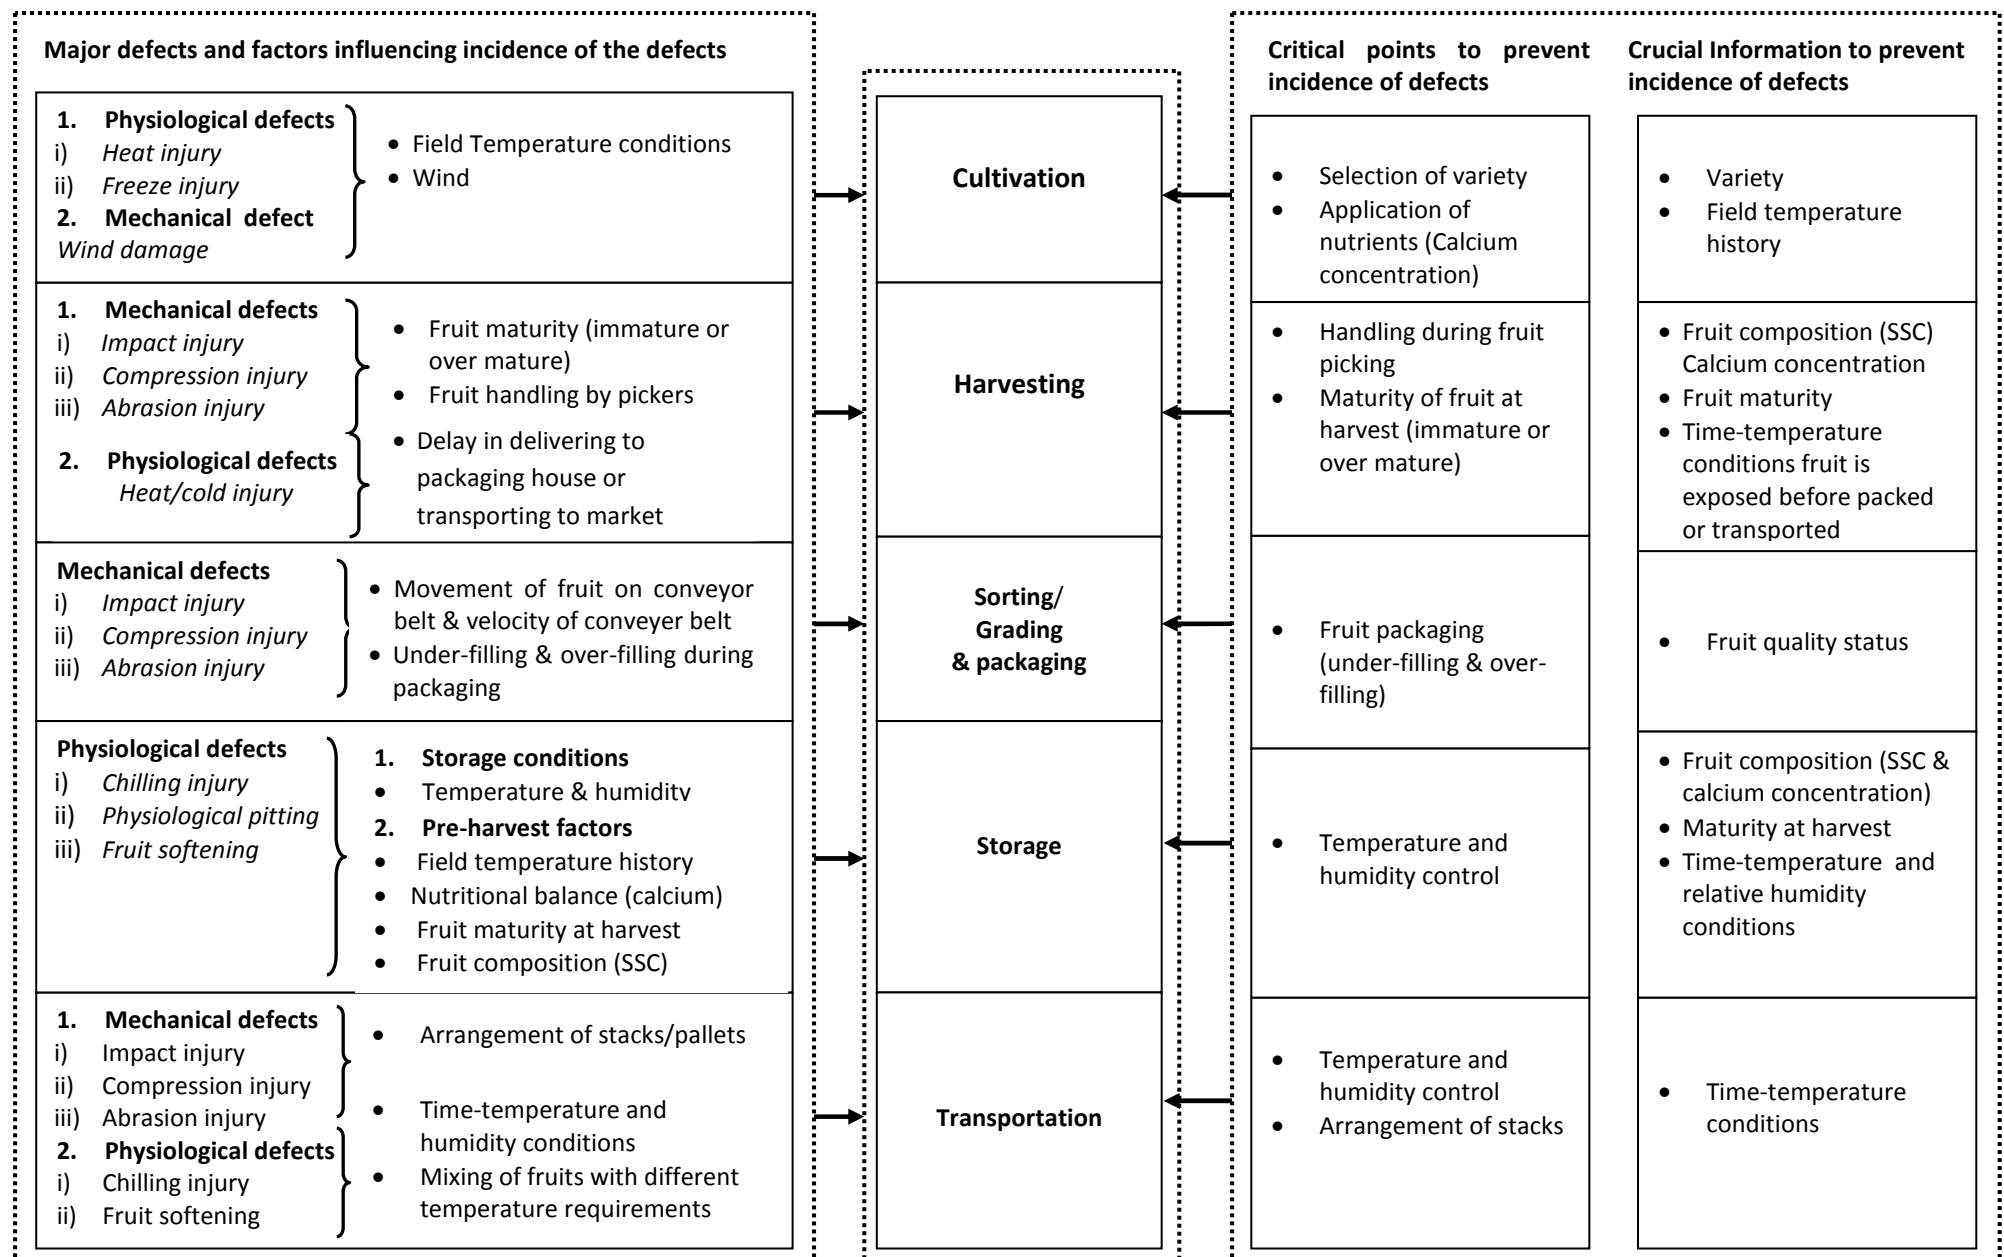 Major defects and factors influencing incidence of the defects
1. Physiological defects
i) Heat injury
ii) Freeze injury
2. Mechanical defect
Wind damage
• Field Temperature conditions
• Wind
1. Mechanical defects
i) Impact injury
ii) Compression injury
iii) Abrasion injury
2. Physiological defects
Heat/cold injury
• Fruit maturity (immature or
over mature)
• Fruit handling by pickers
• Delay in delivering to
packaging house or
transporting to market
Mechanical defects
i) Impact injury
ii) Compression injury
iii) Abrasion injury
• Movement of fruit on conveyor
belt & velocity of conveyer belt
• Under-filling & over-filling during
packaging
Physiological defects
i) Chilling injury
ii) Physiological pitting
iii) Fruit softening
1. Storage conditions
• Temperature & humidity
2. Pre-harvest factors
• Field temperature history
• Nutritional balance (calcium)
• Fruit maturity at harvest
• Fruit composition (SSC)
1. Mechanical defects
i) Impact injury
ii) Compression injury
iii) Abrasion injury
2. Physiological defects
i) Chilling injury
ii) Fruit softening
• Arrangement of stacks/pallets
• Time-temperature and
humidity conditions
• Mixing of fruits with different
temperature requirements
Cultivation
Harvesting
Sorting/
Grading
& packaging
Storage
Transportation
Critical points to prevent
incidence of defects
• Selection of variety
• Application of
nutrients (Calcium
concentration)
• Handling during fruit
picking
• Maturity of fruit at
harvest (immature or
over mature)
• Fruit packaging
(under-filling & over-
filling)
• Temperature and
humidity control
• Temperature and
humidity control
• Arrangement of stacks
Crucial Information to prevent
incidence of defects
• Variety
• Field temperature
history
• Fruit composition (SSC)
Calcium concentration
• Fruit maturity
• Time-temperature
conditions fruit is
exposed before packed
or transported
• Fruit quality status
• Fruit composition (SSC &
calcium concentration)
• Maturity at harvest
• Time-temperature and
relative humidity
conditions
• Time-temperature
conditions